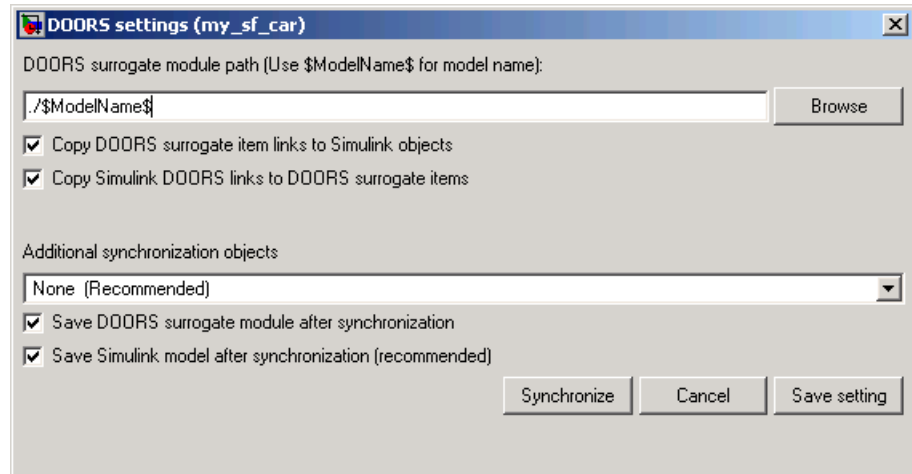 DOORS settings (my_sf_car)
DOORS surrogate module path (Use $ModelName$ for model name):
./$ModelName$
Browse
Copy DOORS surrogate item links to Simulink objects
Copy Simulink DOORS links to DOORS surrogate items
Additional synchronization objects
None (Recommended)
Save DOORS surrogate module after synchronization
Save Simulink model after synchronization (recommended)
Synchronize Cancel Save setting